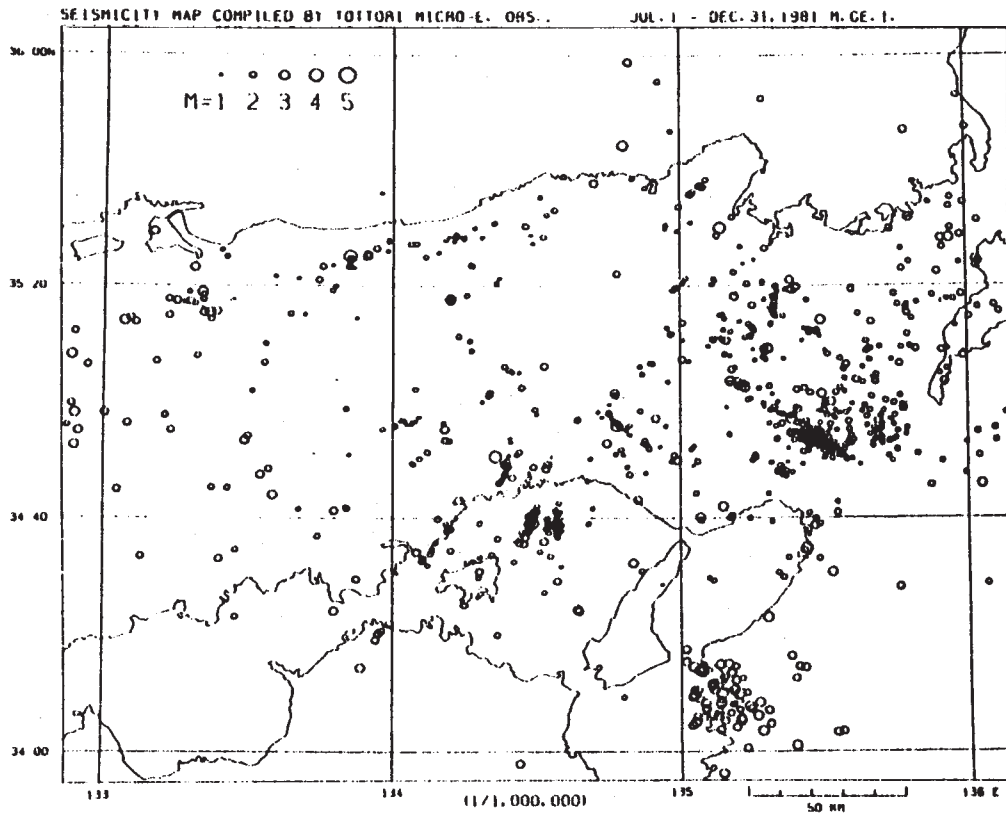 SEISMICITY MAP COMPILED BY TOTTORI MICRO-E. OBS.. JUL.1 - DEC.31,1981 M.GE.1.
36 00N
M=1 2 3 4 5
35 20
34 40
34 00
133 134 135 136 E
(1/1,000,000)
50 KM